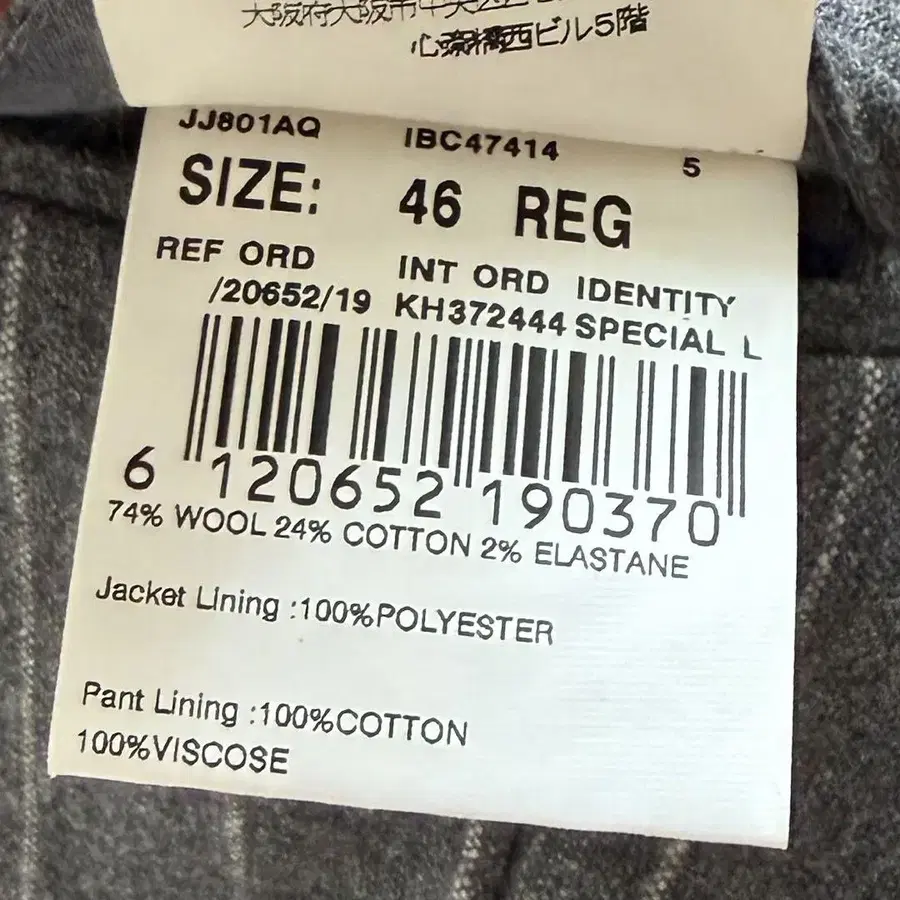 大阪府大阪市中央区
心斎橋西ビル5階
JJ801AQ IBC47414 5
SIZE: 46 REG
REF ORD INT ORD IDENTITY
/20652/19 KH372444 SPECIAL L
6 120652 190370
74% WOOL 24% COTTON 2% ELASTANE
Jacket Lining :100%POLYESTER
Pant Lining :100%COTTON
100%VISCOSE